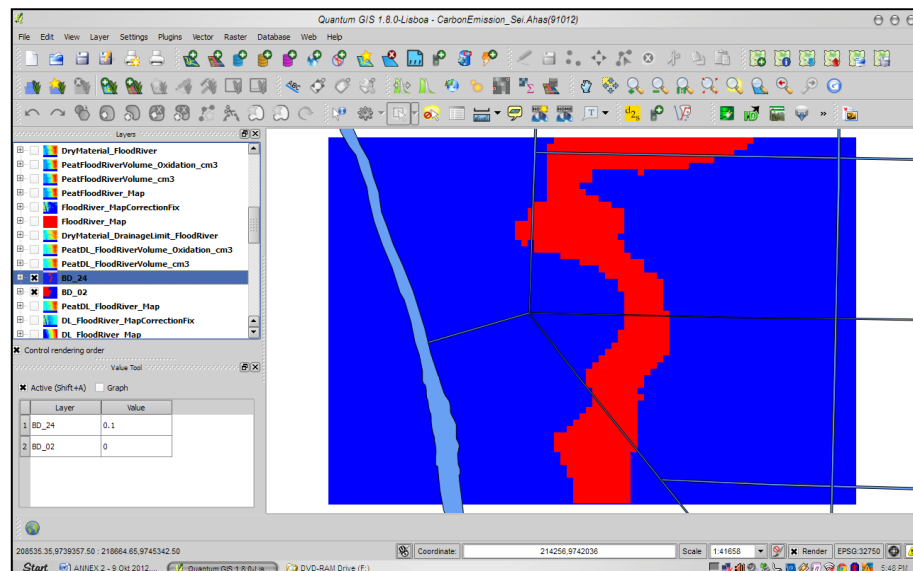 Quantum GIS 1.8.0-Lisboa - CarbonEmission_Sei.Ahas(91012)
File Edit View Layer Settings Plugins Vector Raster Database Web Help
Layers
DryMaterial_FloodRiver
PeatFloodRiverVolume_Oxidation_cm3
PeatFloodRiverVolume_cm3
PeatFloodRiver_Map
FloodRiver_MapCorrectionFix
FloodRiver_Map
DryMaterial_DrainageLimit_FloodRiver
PeatDL_FloodRiverVolume_Oxidation_cm3
PeatDL_FloodRiverVolume_cm3
BD_24
BD_02
PeatDL_FloodRiver_Map
DL_FloodRiver_MapCorrectionFix
DL_FloodRiver_Map
Control rendering order
Value Tool
Active (Shift+A) Graph
Layer Value
1 BD_24 0.1
2 BD_02 0
208535.35,9739357.50 : 218664.65,9745342.50 Coordinate: 214256,9742036 Scale 1:41658 Render EPSG:32750
Start ANNEX 2 - 9 Okt 2012.... Quantum GIS 1.8.0-Lis... DVD-RAM Drive (F:) 5:48 PM